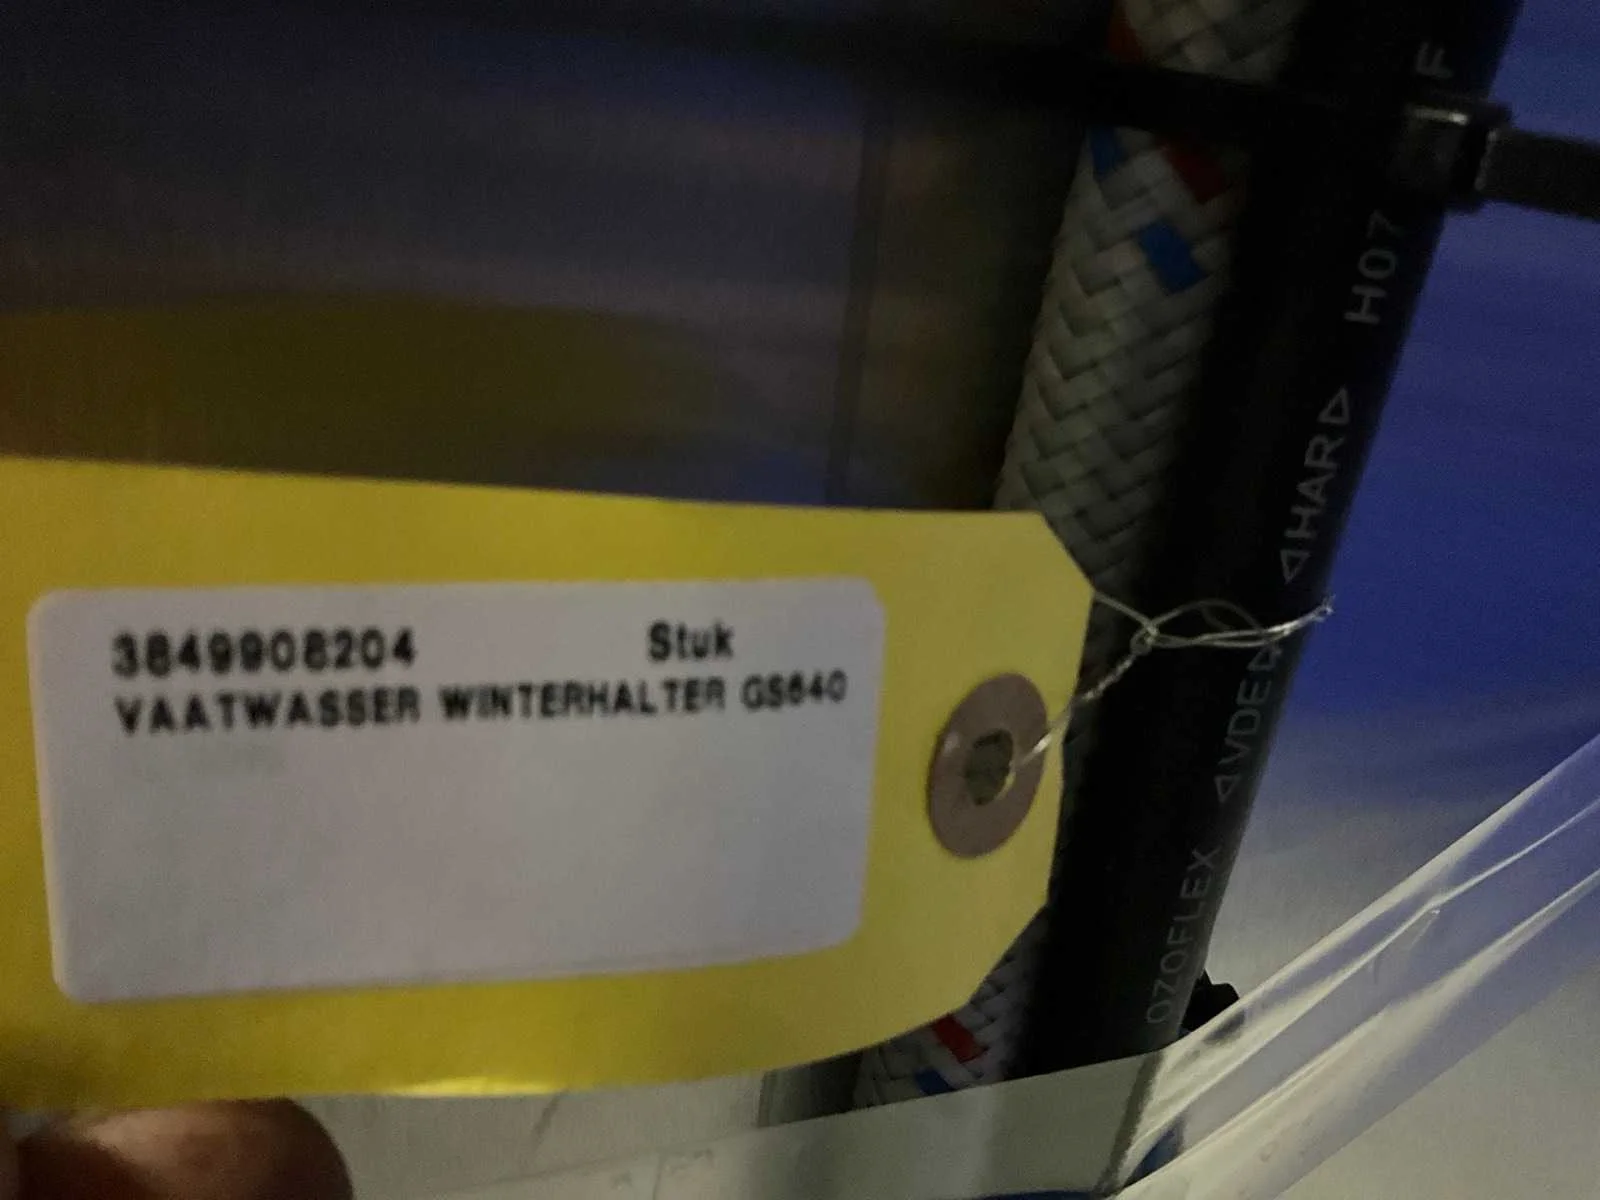 3849908204 Stuk
VAATWASSER WINTERHALTER GS640
OZOFLEX ◁VDE▷ ◁HAR▷ H07 F